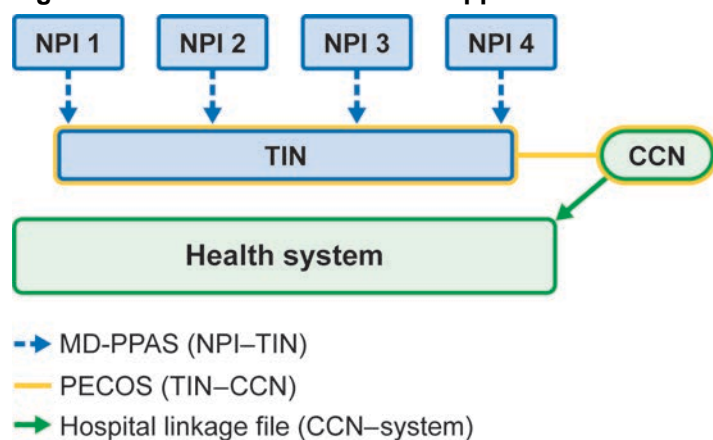 NPI 1 NPI 2 NPI 3 NPI 4
TIN CCN
Health system
MD-PPAS (NPI–TIN)
PECOS (TIN–CCN)
Hospital linkage file (CCN–system)